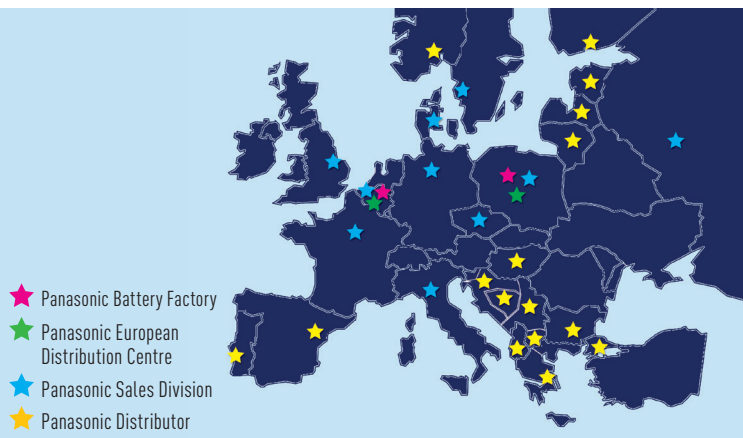 Panasonic Battery Factory
Panasonic European
Distribution Centre
Panasonic Sales Division
Panasonic Distributor